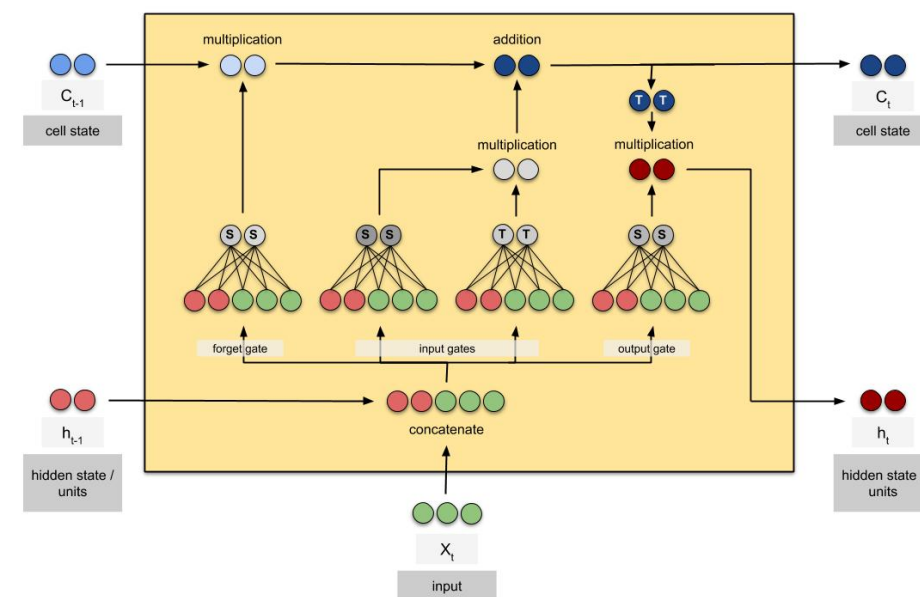 multiplication
addition
C t-1
cell state
T T
C t
cell state
multiplication
multiplication
S S
S S
T T
S S
forget gate
input gates
output gate
h t-1
hidden state /
units
concatenate
h t
hidden state
units
X t
input